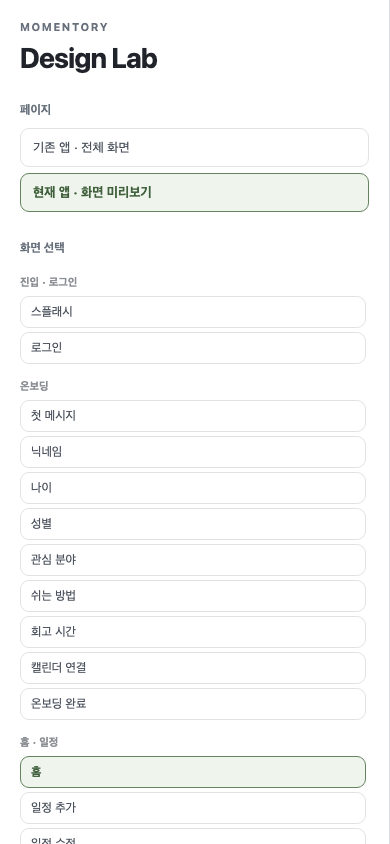 MOMENTORY
Design Lab
페이지
기존 앱 · 전체 화면
현재 앱 · 화면 미리보기
화면 선택
진입 · 로그인
스플래시
로그인
온보딩
첫 메시지
닉네임
나이
성별
관심 분야
쉬는 방법
회고 시간
캘린더 연결
온보딩 완료
홈 · 일정
홈
일정 추가
일정 수정